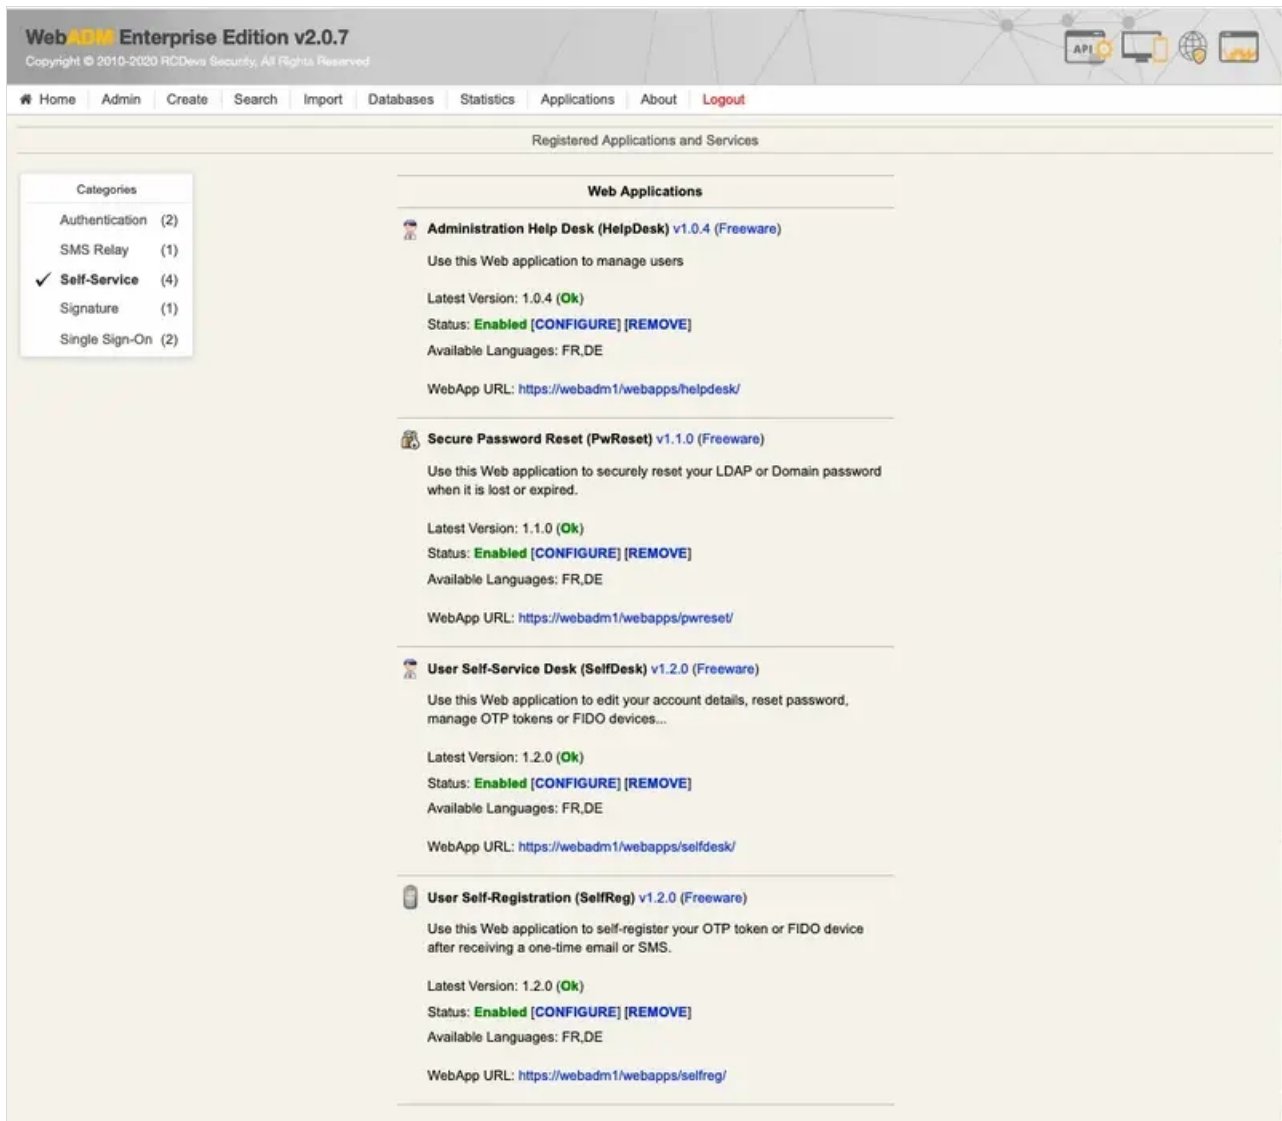 WebADM Enterprise Edition v2.0.7
Copyright © 2010-2020 RCDevs Security, All Rights Reserved
API
Home Admin Create Search Import Databases Statistics Applications About Logout
Registered Applications and Services
Categories
Authentication (2)
SMS Relay (1)
Self-Service (4)
Signature (1)
Single Sign-On (2)
Web Applications
Administration Help Desk (HelpDesk) v1.0.4 (Freeware)
Use this Web application to manage users
Latest Version: 1.0.4 (Ok)
Status: Enabled [CONFIGURE] [REMOVE]
Available Languages: FR,DE
WebApp URL: https://webadm1/webapps/helpdesk/
Secure Password Reset (PwReset) v1.1.0 (Freeware)
Use this Web application to securely reset your LDAP or Domain password
when it is lost or expired.
Latest Version: 1.1.0 (Ok)
Status: Enabled [CONFIGURE] [REMOVE]
Available Languages: FR,DE
WebApp URL: https://webadm1/webapps/pwreset/
User Self-Service Desk (SelfDesk) v1.2.0 (Freeware)
Use this Web application to edit your account details, reset password,
manage OTP tokens or FIDO devices...
Latest Version: 1.2.0 (Ok)
Status: Enabled [CONFIGURE] [REMOVE]
Available Languages: FR,DE
WebApp URL: https://webadm1/webapps/selfdesk/
User Self-Registration (SelfReg) v1.2.0 (Freeware)
Use this Web application to self-register your OTP token or FIDO device
after receiving a one-time email or SMS.
Latest Version: 1.2.0 (Ok)
Status: Enabled [CONFIGURE] [REMOVE]
Available Languages: FR,DE
WebApp URL: https://webadm1/webapps/selfreg/